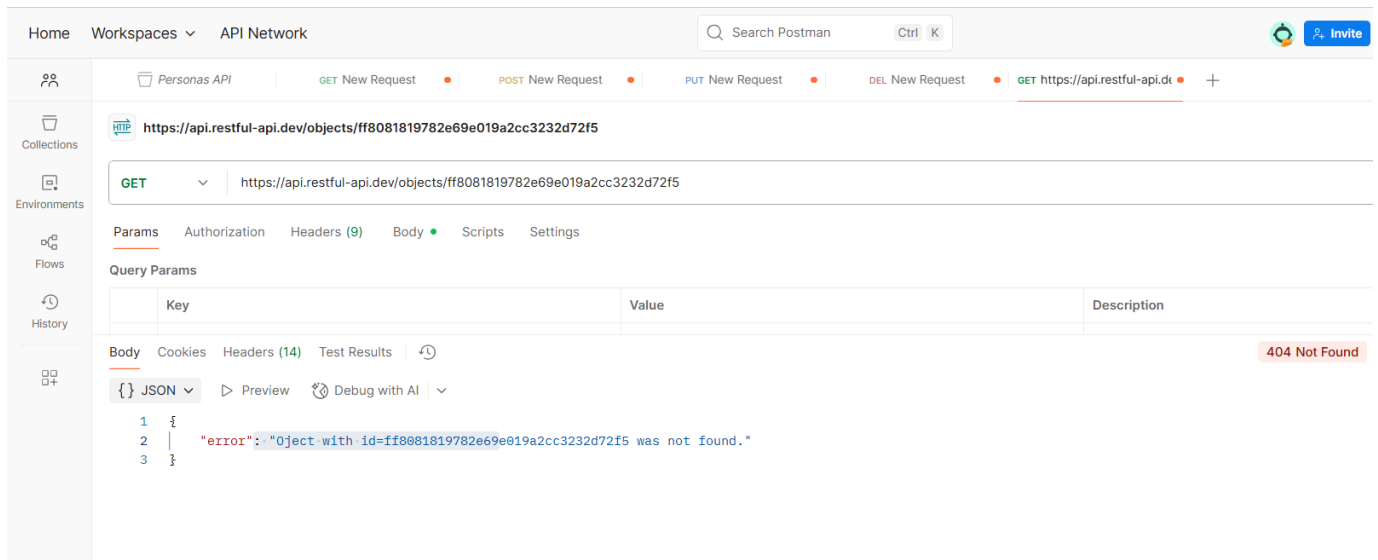 Home Workspaces API Network Search Postman Ctrl K Invite
Personas API GET New Request POST New Request PUT New Request DEL New Request GET https://api.restful-api.de
HTTP https://api.restful-api.dev/objects/ff8081819782e69e019a2cc3232d72f5
Collections
GET https://api.restful-api.dev/objects/ff8081819782e69e019a2cc3232d72f5
Environments
Params Authorization Headers (9) Body Scripts Settings
Flows
Query Params
Key Value Description
History
Body Cookies Headers (14) Test Results 404 Not Found
{} JSON Preview Debug with AI
1 {
2 "error": "Oject with id=ff8081819782e69e019a2cc3232d72f5 was not found."
3 }